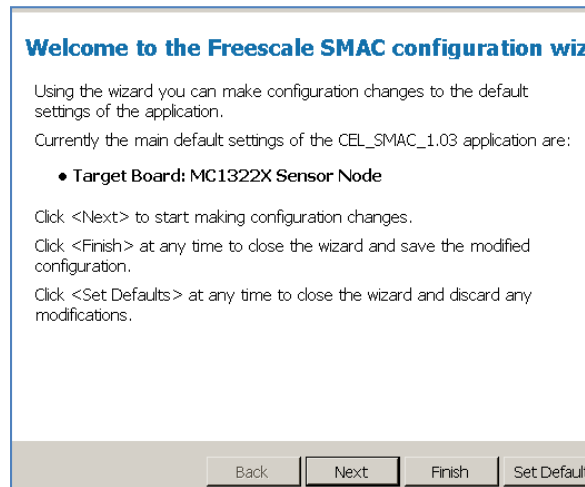 Welcome to the Freescale SMAC configuration wiz
Using the wizard you can make configuration changes to the default
settings of the application.
Currently the main default settings of the CEL_SMAC_1.03 application are:
• Target Board: MC1322X Sensor Node
Click <Next> to start making configuration changes.
Click <Finish> at any time to close the wizard and save the modified
configuration.
Click <Set Defaults> at any time to close the wizard and discard any
modifications.
Back Next Finish Set Default